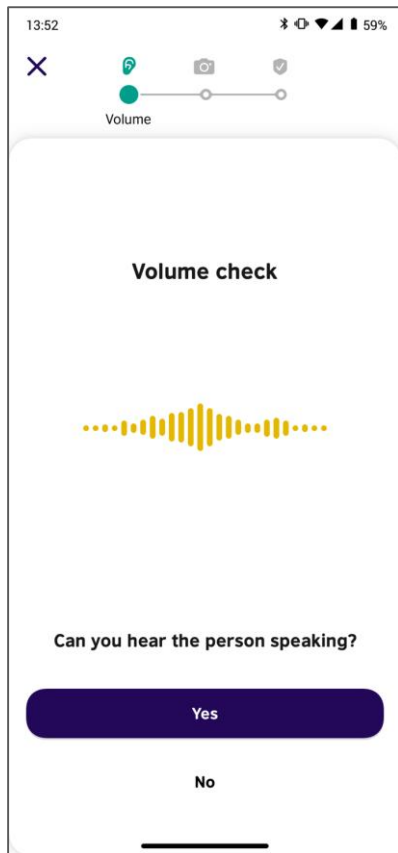 13:52
59%
Volume
Volume check
Can you hear the person speaking?
Yes
No